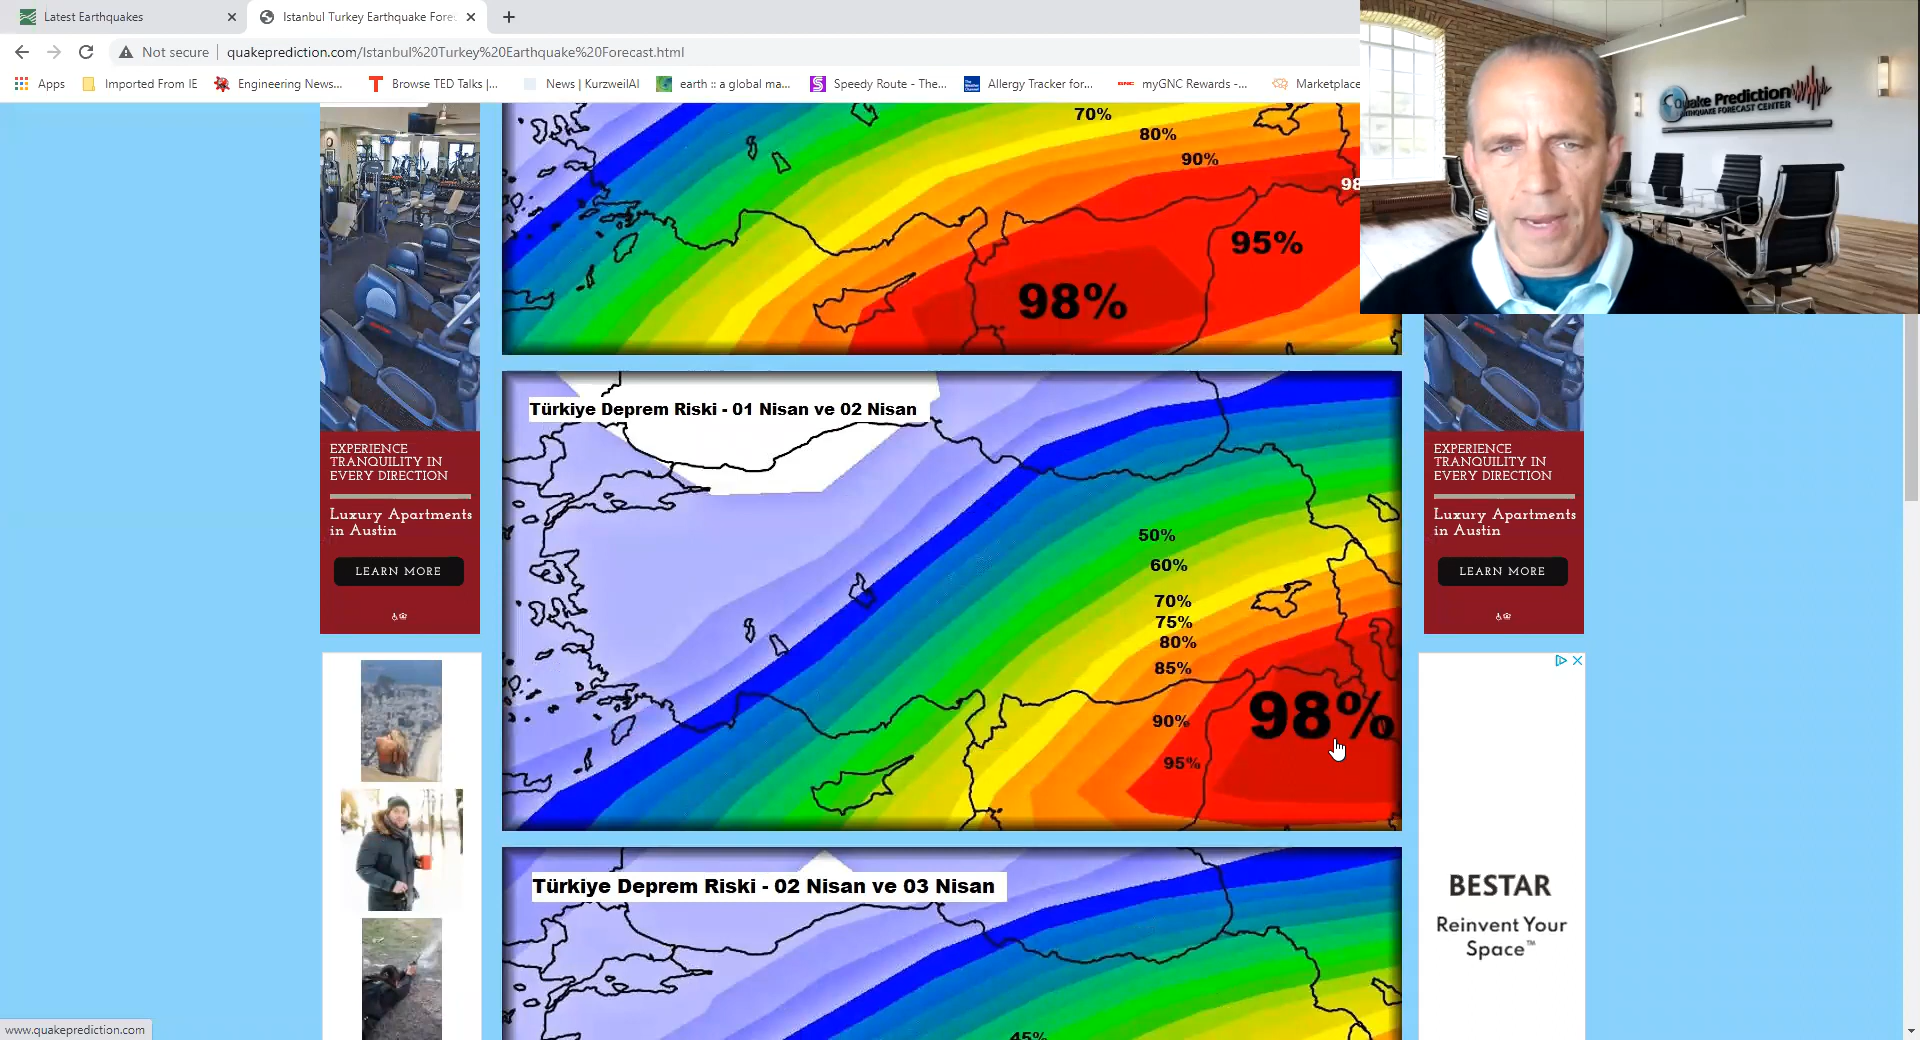 Latest Earthquakes
Istanbul Turkey Earthquake Fore
Not secure
quakeprediction.com/Istanbul%20Turkey%20Earthquake%20Forecast.html
Apps
Imported From IE
Engineering News...
Browse TED Talks |...
News | KurzweilAI
earth :: a global ma...
Speedy Route - The...
Allergy Tracker for...
myGNC Rewards -...
Marketplace
Quake Prediction
EARTHQUAKE FORECAST CENTER
70%
80%
90%
98
95%
98%
Türkiye Deprem Riski - 01 Nisan ve 02 Nisan
50%
60%
70%
75%
80%
85%
90%
95%
98%
Türkiye Deprem Riski - 02 Nisan ve 03 Nisan
45%
EXPERIENCE
TRANQUILITY IN
EVERY DIRECTION
Luxury Apartments
in Austin
LEARN MORE
EXPERIENCE
TRANQUILITY IN
EVERY DIRECTION
Luxury Apartments
in Austin
LEARN MORE
BESTAR
Reinvent Your
Space™
www.quakeprediction.com